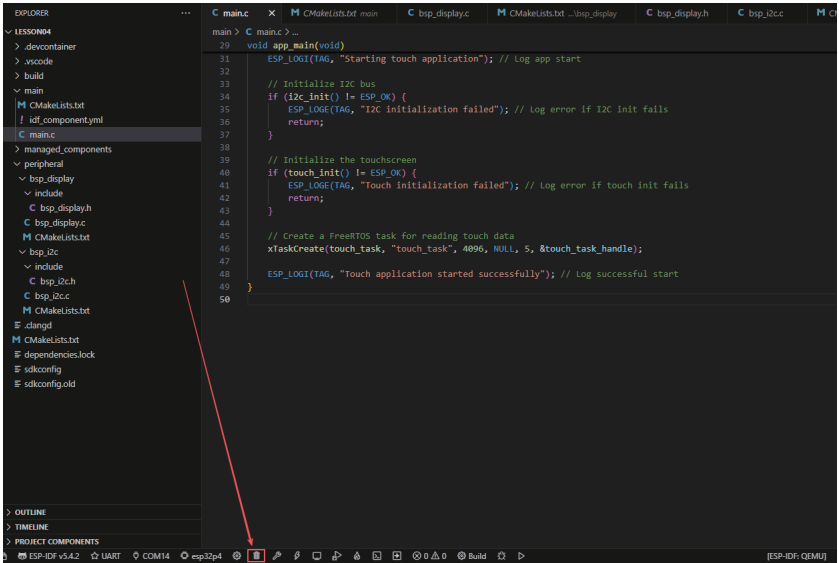 EXPLORER ...
LESSON04
.devcontainer
.vscode
build
main
CMakeLists.txt
idf_component.yml
main.c
managed_components
peripheral
bsp_display
include
bsp_display.h
bsp_display.c
CMakeLists.txt
bsp_i2c
include
bsp_i2c.h
bsp_i2c.c
CMakeLists.txt
.clangd
CMakeLists.txt
dependencies.lock
sdkconfig
sdkconfig.old
OUTLINE
TIMELINE
PROJECT COMPONENTS
main.c CMakeLists.txt main bsp_display.c CMakeLists.txt ...\bsp_display bsp_display.h bsp_i2c.c
main > C main.c > ...
29 void app_main(void)
31 ESP_LOGI(TAG, "Starting touch application"); // Log app start
32
33 // Initialize I2C bus
34 if (i2c_init() != ESP_OK) {
35 ESP_LOGE(TAG, "I2C initialization failed"); // Log error if I2C init fails
36 return;
37 }
38
39 // Initialize the touchscreen
40 if (touch_init() != ESP_OK) {
41 ESP_LOGE(TAG, "Touch initialization failed"); // Log error if touch init fails
42 return;
43 }
44
45 // Create a FreeRTOS task for reading touch data
46 xTaskCreate(touch_task, "touch_task", 4096, NULL, 5, &touch_task_handle);
47
48 ESP_LOGI(TAG, "Touch application started successfully"); // Log successful start
49 }
50
ESP-IDF v5.4.2 UART COM14 esp32p4 0 0 Build [ESP-IDF: QEMU]